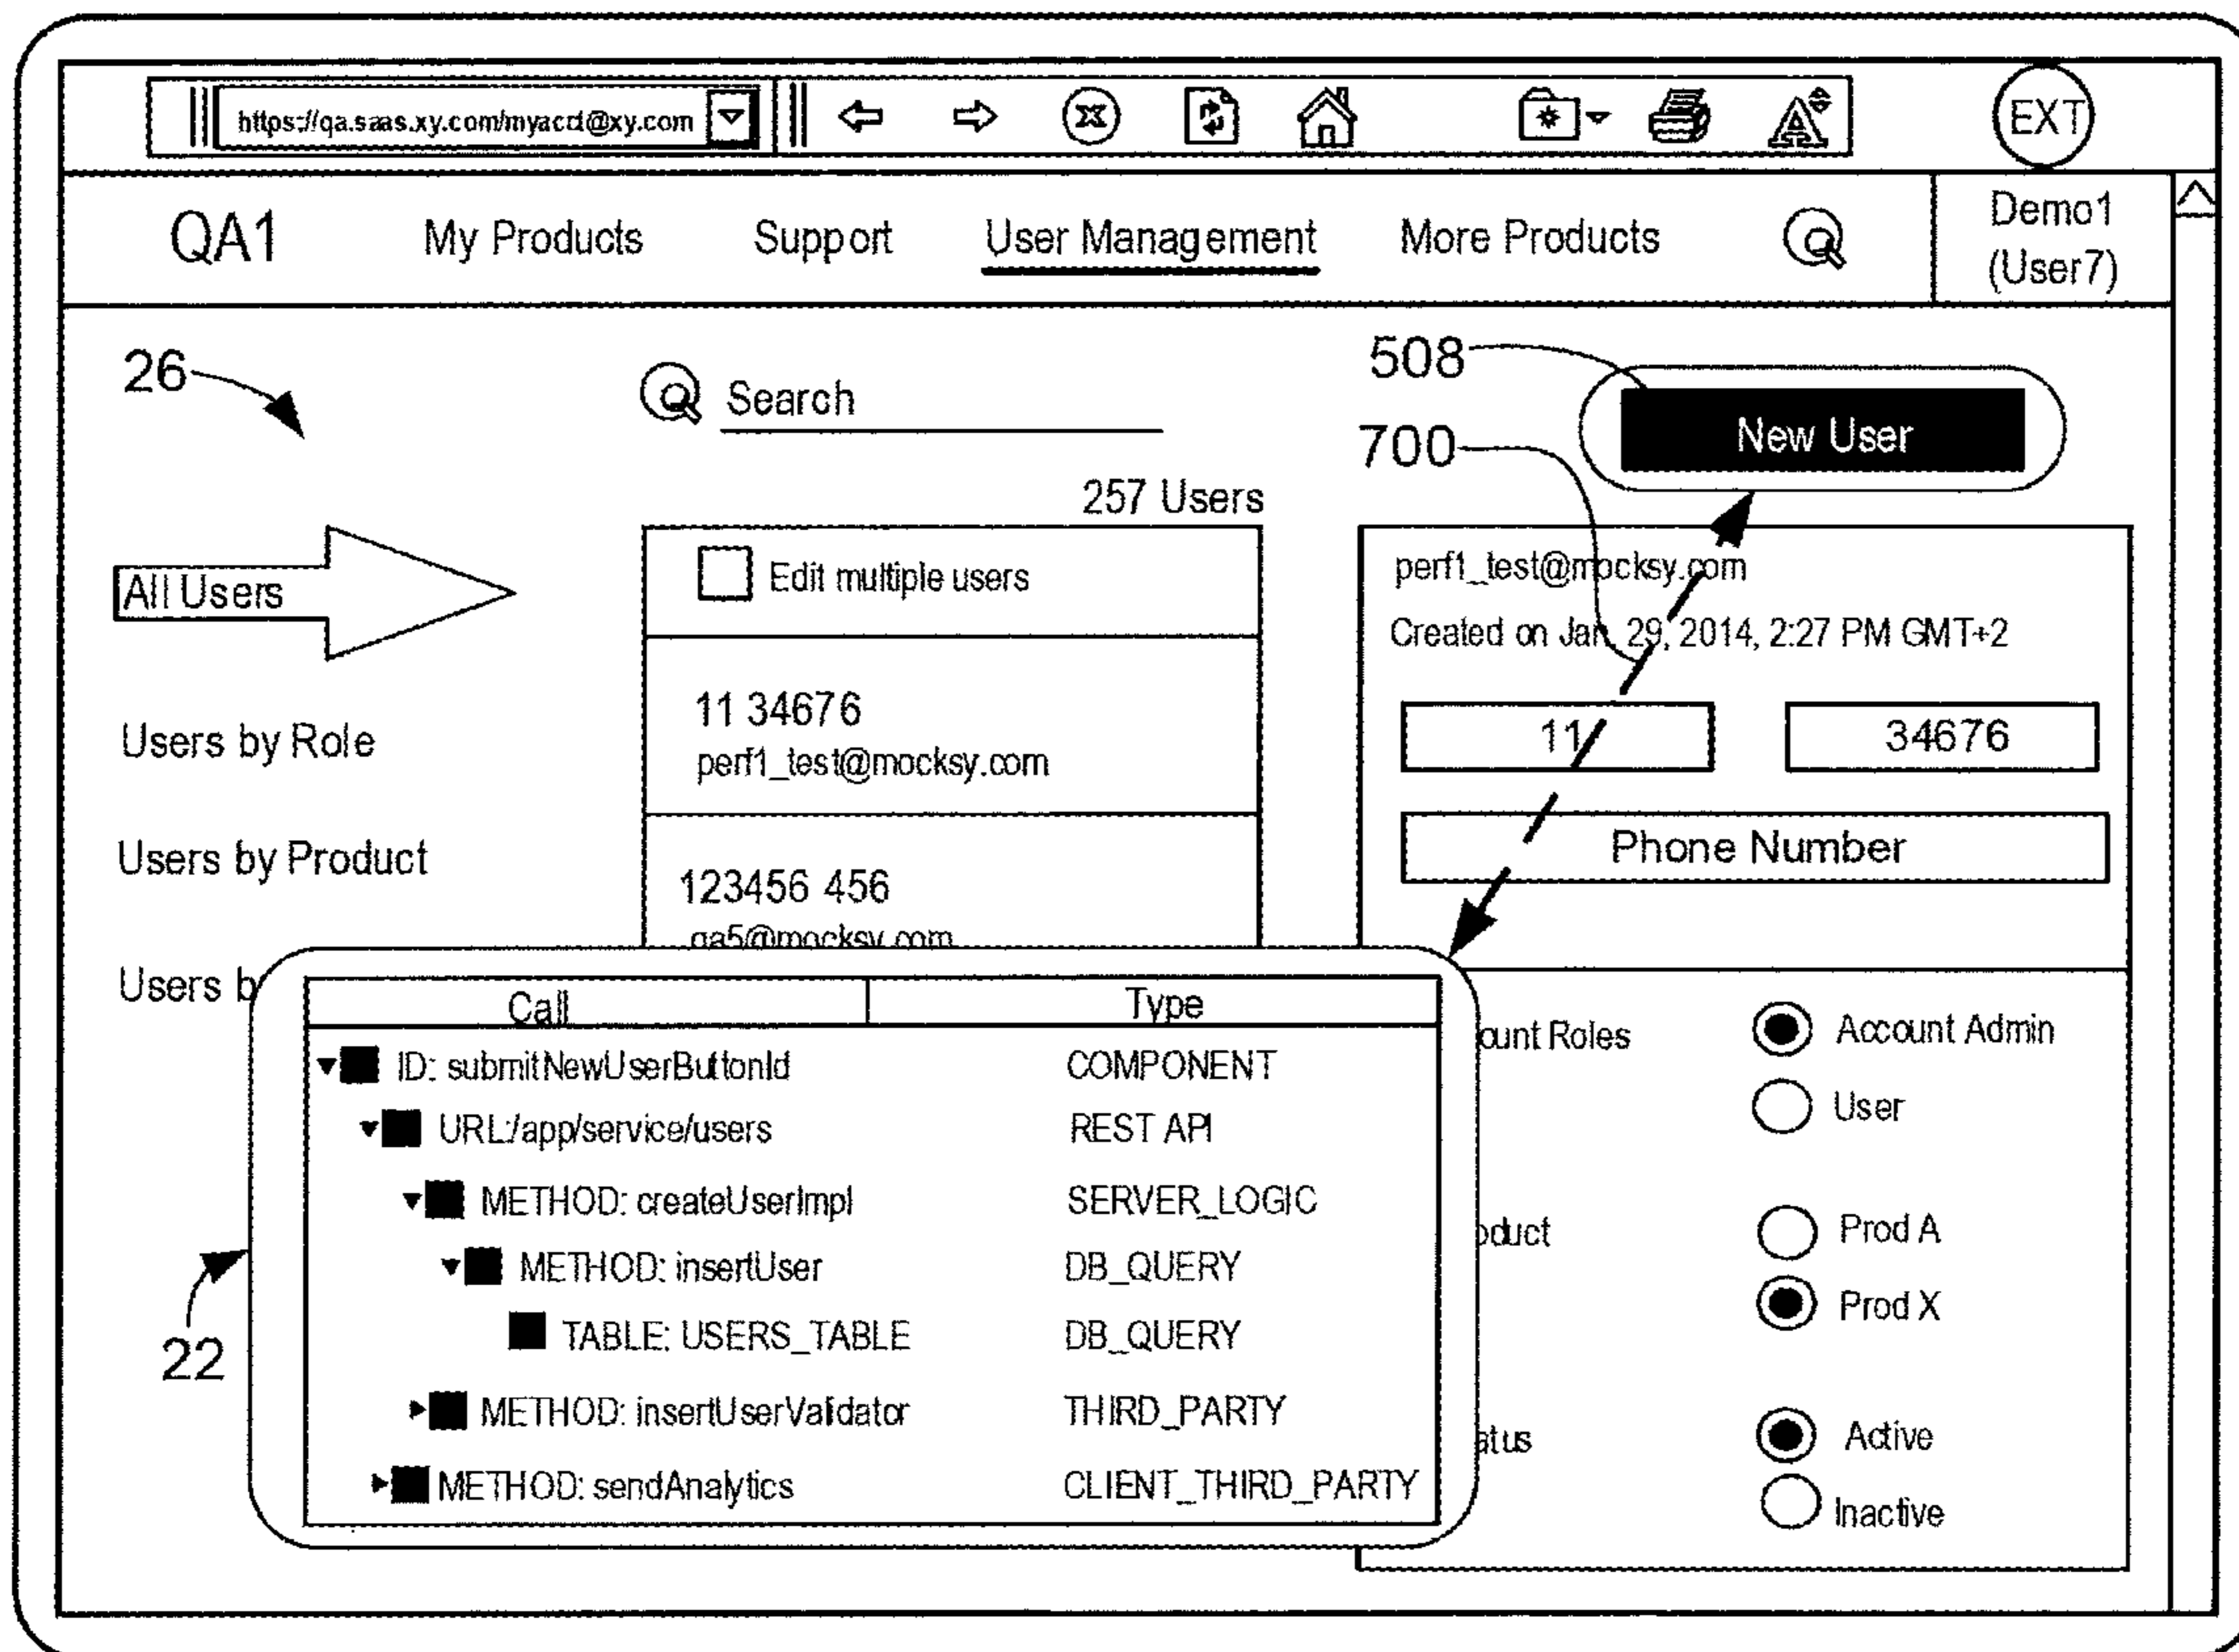 https://qa.saas.xy.com/myacct@xy.com
EXT
QA1 My Products Support User Management More Products
Demo1
(User7)
26
Search
508
New User
700
257 Users
All Users
Edit multiple users
perf1_test@mocksy.com
Created on Jan. 29, 2014, 2:27 PM GMT+2
11 34676
perf1_test@mocksy.com
11 34676
Users by Role
Phone Number
Users by Product
123456 456
qa5@mocksy.com
Users b
Call Type
ID: submitNewUserButtonId COMPONENT
URL:/app/service/users REST API
METHOD: createUserImpl SERVER_LOGIC
METHOD: insertUser DB_QUERY
TABLE: USERS_TABLE DB_QUERY
METHOD: insertUserValidator THIRD_PARTY
METHOD: sendAnalytics CLIENT_THIRD_PARTY
22
ount Roles Account Admin
User
oduct Prod A
Prod X
atus Active
Inactive